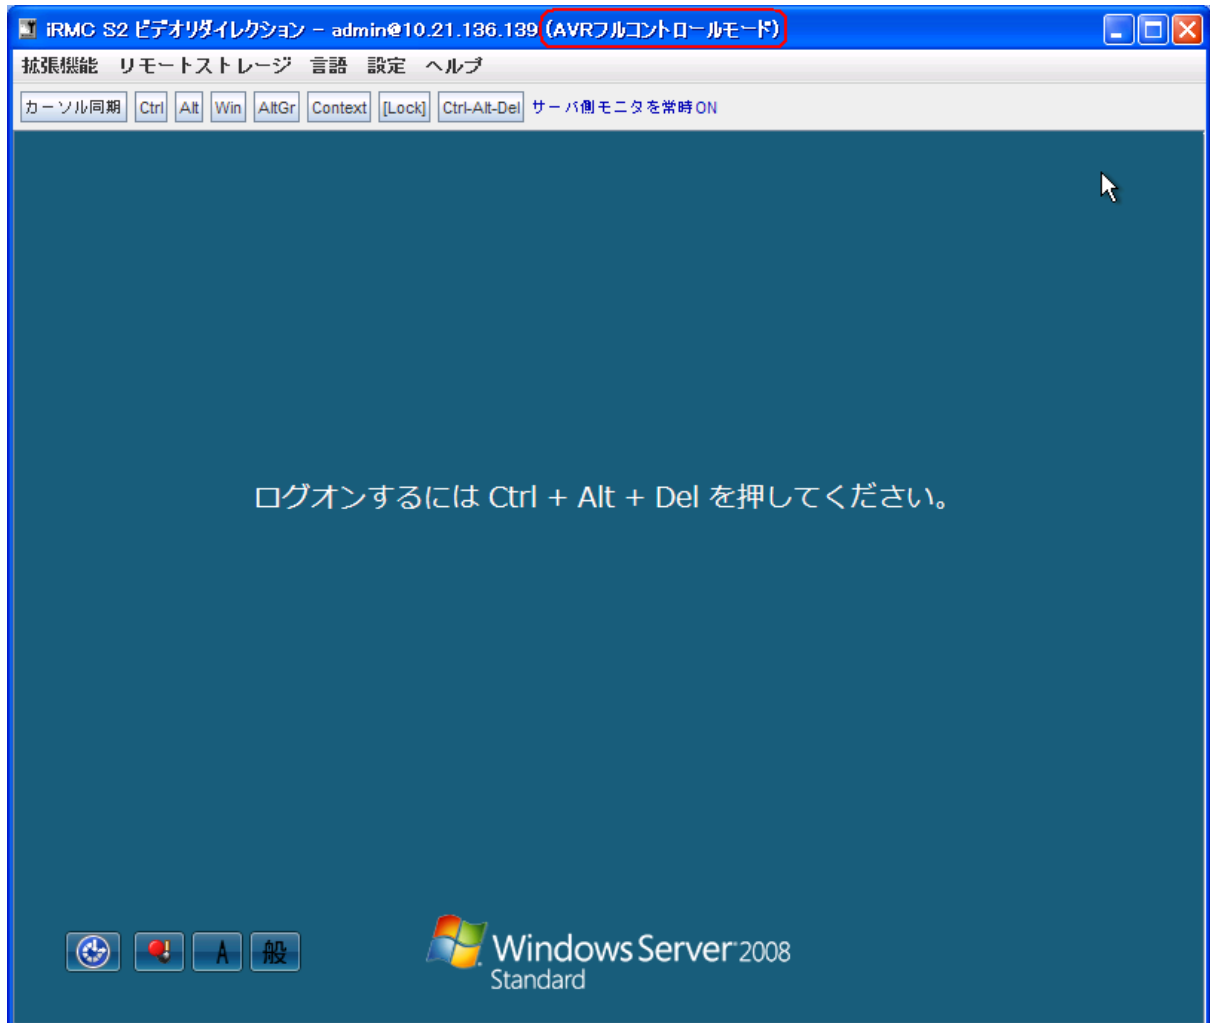 iRMC S2 ビデオリダイレクション - admin@10.21.136.139 (AVRフルコントロールモード)
拡張機能 リモートストレージ 言語 設定 ヘルプ
カーソル同期 Ctrl Alt Win AltGr Context [Lock] Ctrl-Alt-Del サーバ側モニタを常時ON
ログオンするには Ctrl + Alt + Del を押してください。
A 般
Windows Server 2008
Standard